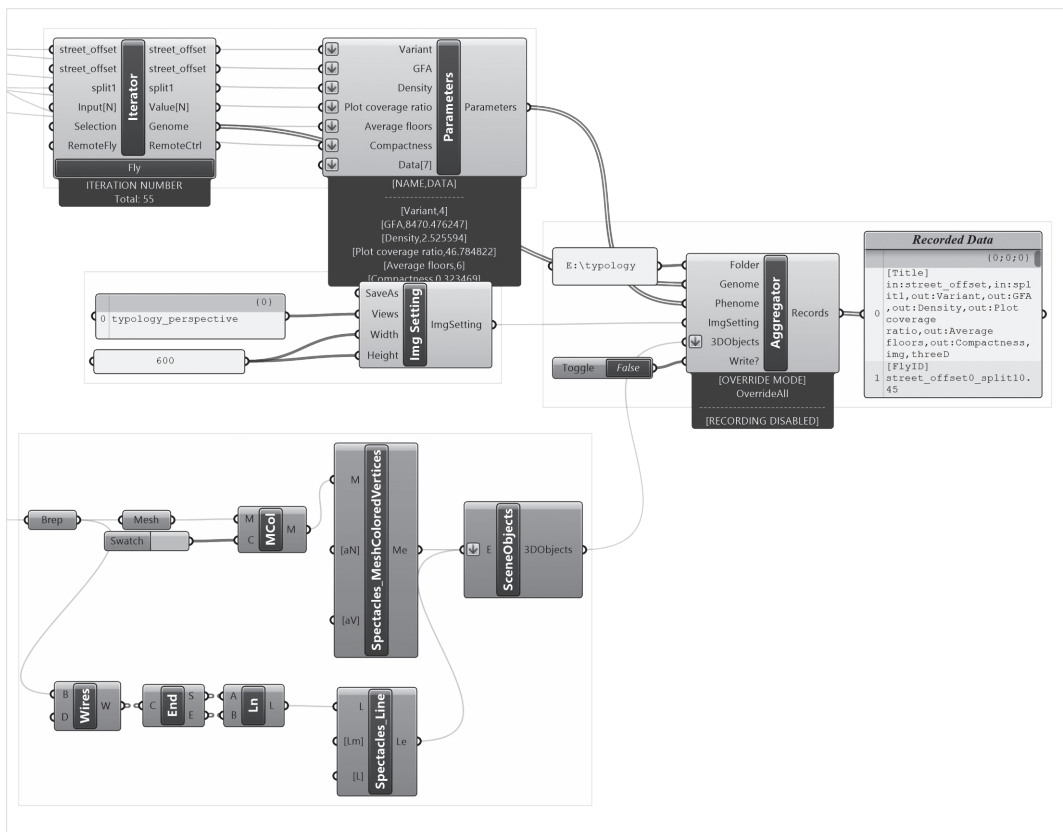 street_offset
street_offset
split1
Input[N]
Selection
RemoteFly
Iterator
street_offset
street_offset
split1
Value[N]
Genome
RemoteCtrl
Fly
ITERATION NUMBER
Total: 55
Variant
GFA
Density
Plot coverage ratio
Average floors
Compactness
Data[7]
Parameters
Parameters
[NAME,DATA]
--------------------
[Variant,4]
[GFA,8470.476247]
[Density,2.525594]
[Plot coverage ratio,46.784822]
[Average floors,6]
[Compactness,0.323469]
{0}
0 typology_perspective
600
SaveAs
Views
Width
Height
Img Setting
ImgSetting
E:\typology
Toggle False
Folder
Genome
Phenome
ImgSetting
3DObjects
Write?
Aggregator
Records
[OVERRIDE MODE]
OverrideAll
--------------------
[RECORDING DISABLED]
Recorded Data
{0;0;0}
[Title]
0 in:street_offset,in:spl
it1,out:Variant,out:GFA
,out:Density,out:Plot
coverage
ratio,out:Average
floors,out:Compactness,
img,threeD
[FlyID]
1 street_offset0_split10.
45
Brep
Mesh
Swatch
M
C
MCol
M
M
[aN]
[aV]
Spectacles_MeshColoredVertices
Me
E
SceneObjects
3DObjects
B
D
Wires
W
C
End
S
E
A
B
Ln
L
L
[Lm]
[L]
Spectacles_Line
Le